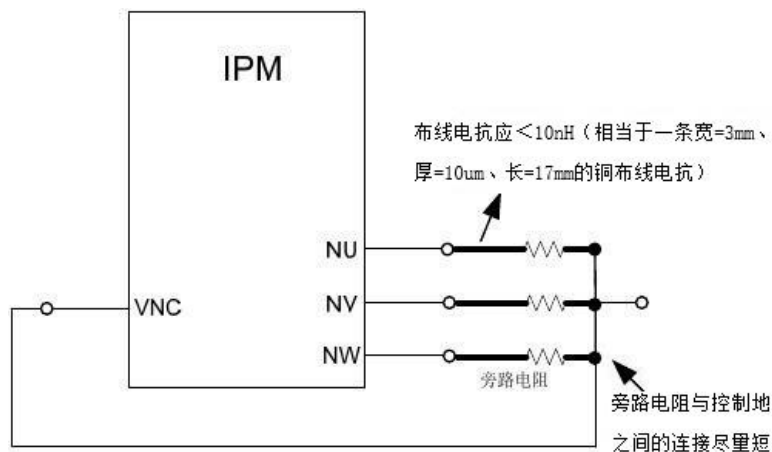 IPM
布线电抗应＜10nH（相当于一条宽=3mm、
厚=10um、长=17mm的铜布线电抗）
NU
VNC
NV
NW
旁路电阻
旁路电阻与控制地
之间的连接尽量短